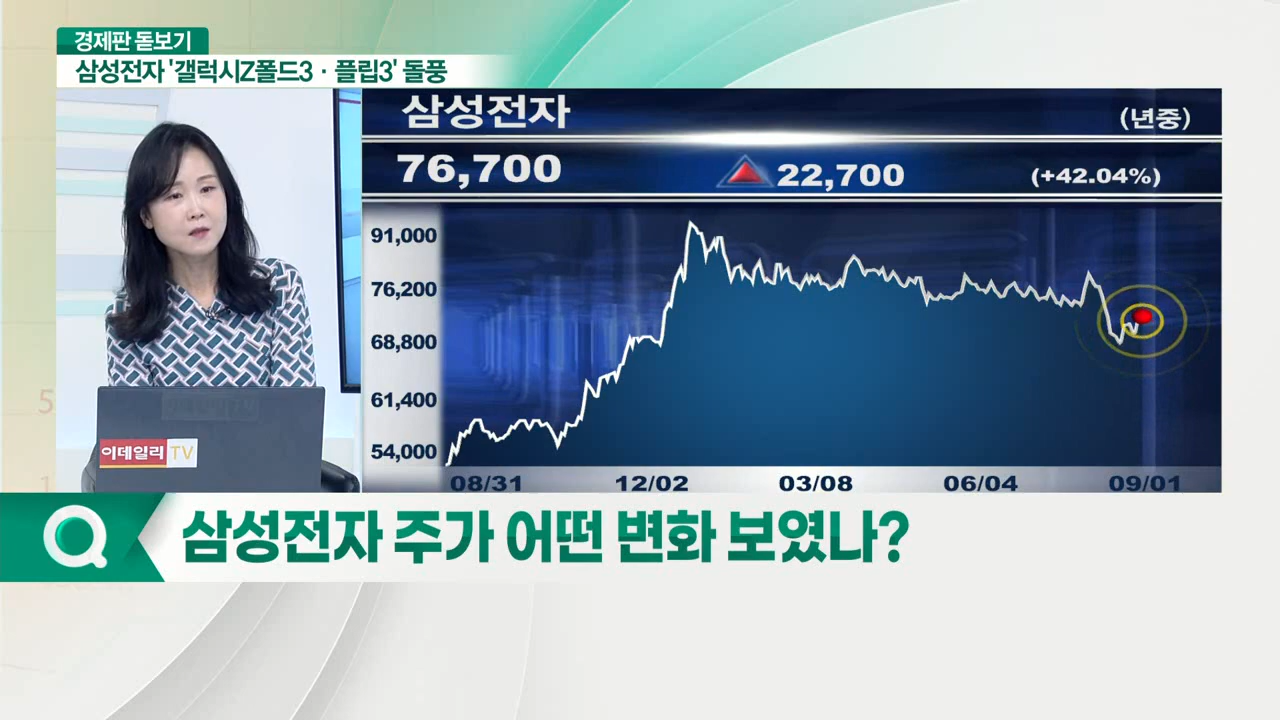 경제판 돋보기
삼성전자 '갤럭시Z폴드3·플립3' 돌풍
삼성전자
(년중)
76,700 22,700 (+42.04%)
91,000
76,200
68,800
61,400
54,000
08/31 12/02 03/08 06/04 09/01
이데일리 TV
5
1
삼성전자 주가 어떤 변화 보였나?